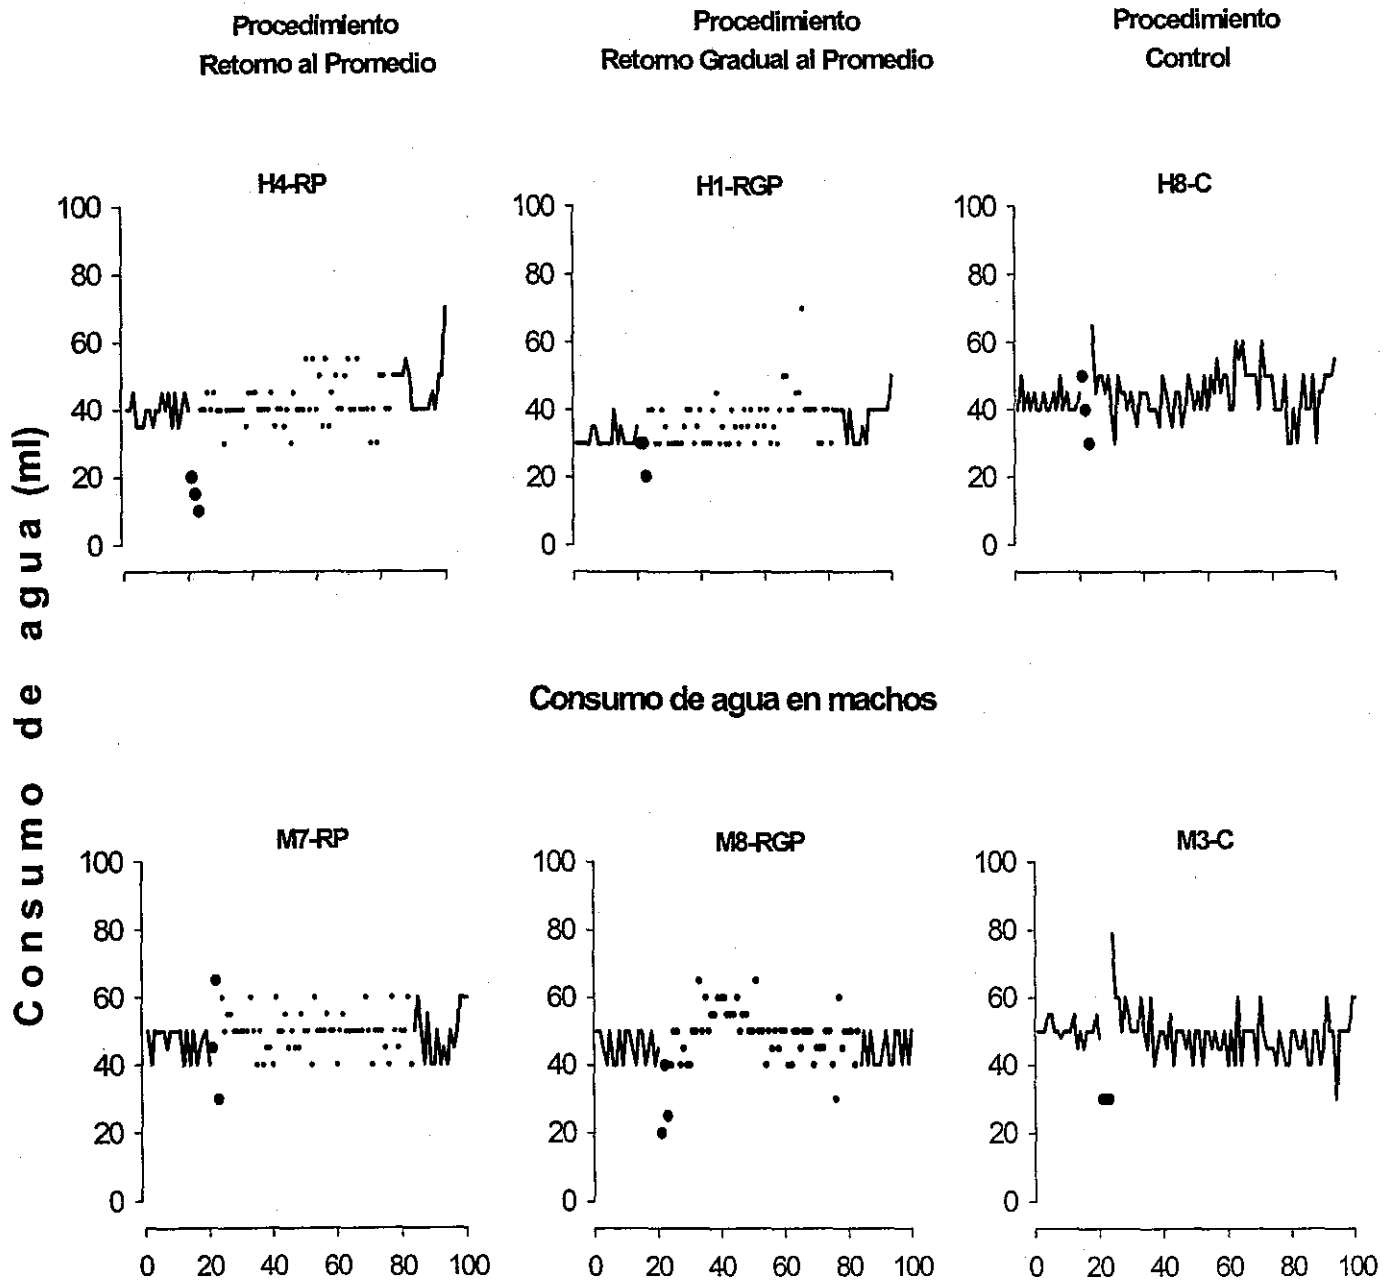 Procedimiento
Retorno al Promedio
Procedimiento
Retorno Gradual al Promedio
Procedimiento
Control
H4-RP
H1-RGP
H8-C
100
80
60
40
20
0
100
80
60
40
20
0
100
80
60
40
20
0
Consumo de agua (ml)
Consumo de agua en machos
M7-RP
M8-RGP
M3-C
100
80
60
40
20
0
100
80
60
40
20
0
100
80
60
40
20
0
0 20 40 60 80 100
0 20 40 60 80 100
0 20 40 60 80 100